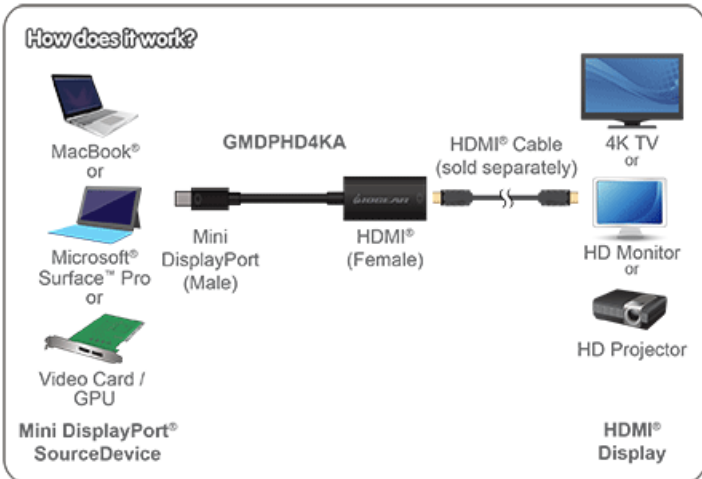 How does it work?
MacBook®
or
Microsoft®
Surface™ Pro
or
Video Card /
GPU
Mini DisplayPort®
SourceDevice
GMDPHD4KA
IOGEAR
Mini
DisplayPort
(Male)
HDMI®
(Female)
HDMI® Cable
(sold separately)
4K TV
or
HD Monitor
or
HD Projector
HDMI®
Display